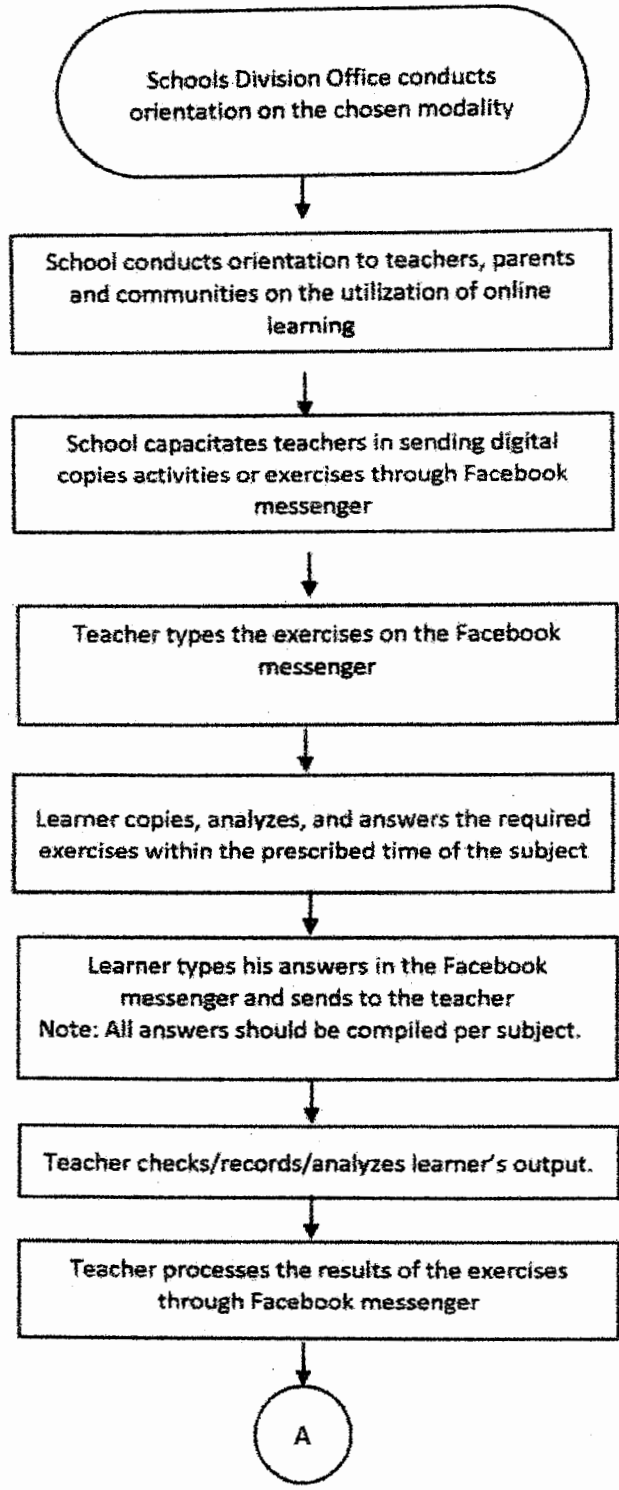 Schools Division Office conducts
orientation on the chosen modality
School conducts orientation to teachers, parents
and communities on the utilization of online
learning
School capacitates teachers in sending digital
copies activities or exercises through Facebook
messenger
Teacher types the exercises on the Facebook
messenger
Learner copies, analyzes, and answers the required
exercises within the prescribed time of the subject
Learner types his answers in the Facebook
messenger and sends to the teacher
Note: All answers should be compiled per subject.
Teacher checks/records/analyzes learner's output.
Teacher processes the results of the exercises
through Facebook messenger
A